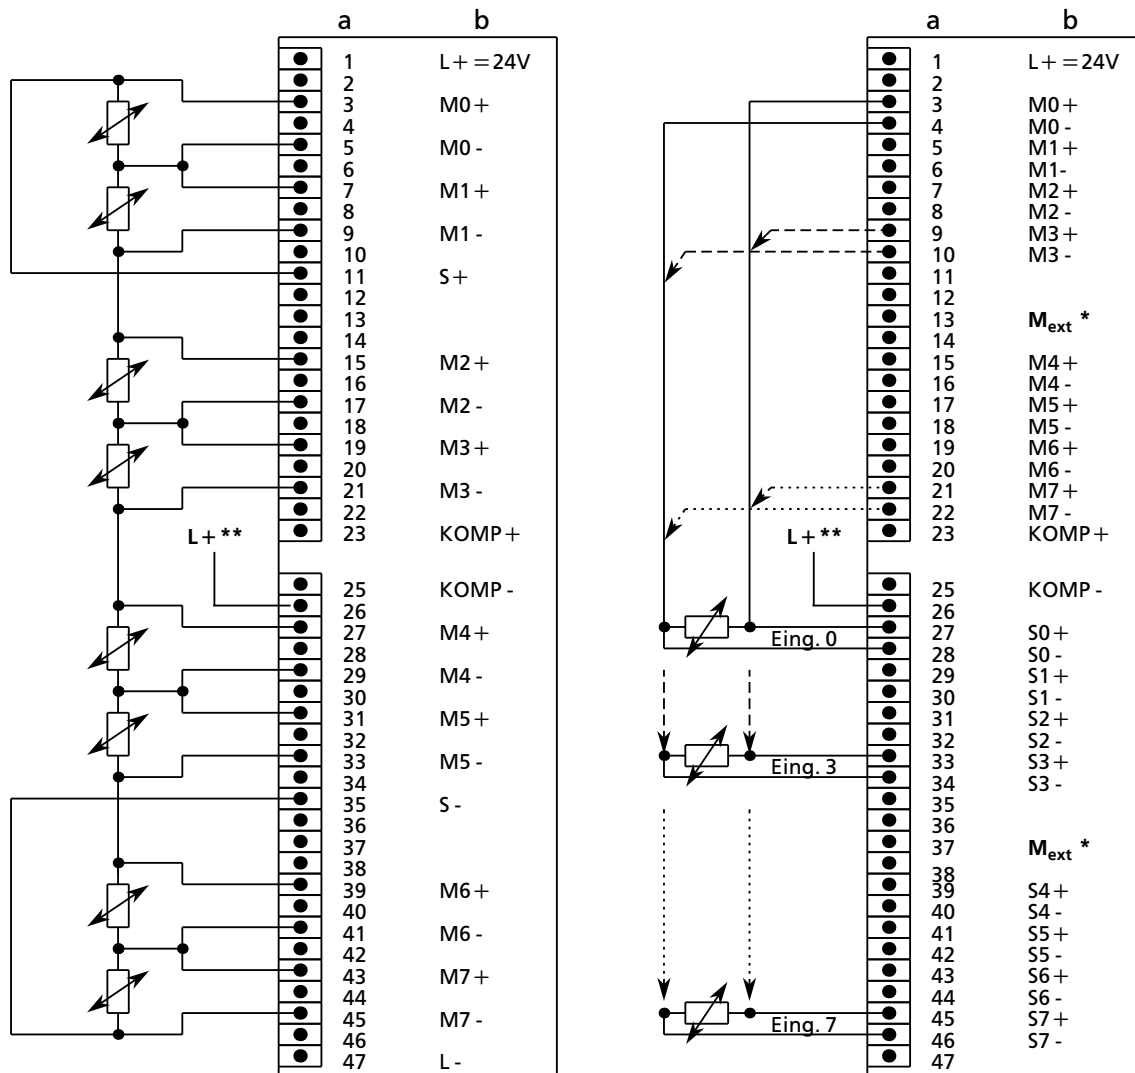 a b
1 L+ =24V
2
3 M0+
4
5 M0 -
6
7 M1+
8
9 M1 -
10
11 S+
12
13
14
15 M2+
16
17 M2 -
18
19 M3+
20
21 M3 -
22
23 KOMP+
L+ **
25 KOMP -
26
27 M4+
28
29 M4 -
30
31 M5+
32
33 M5 -
34
35 S -
36
37
38
39 M6+
40
41 M6 -
42
43 M7+
44
45 M7 -
46
47 L -
a b
1 L+ =24V
2
3 M0+
4 M0 -
5 M1+
6 M1-
7 M2+
8 M2 -
9 M3+
10 M3 -
11
12
13 Mext *
14
15 M4+
16 M4 -
17 M5+
18 M5 -
19 M6+
20 M6 -
21 M7+
22 M7 -
23 KOMP+
L+ **
25 KOMP -
26
Eing. 0
27 S0+
28 S0 -
29 S1+
30 S1 -
31 S2+
32 S2 -
Eing. 3
33 S3+
34 S3 -
35
36
37 Mext *
38
39 S4+
40 S4 -
41 S5+
42 S5 -
43 S6+
44 S6 -
Eing. 7
45 S7+
46 S7 -
47